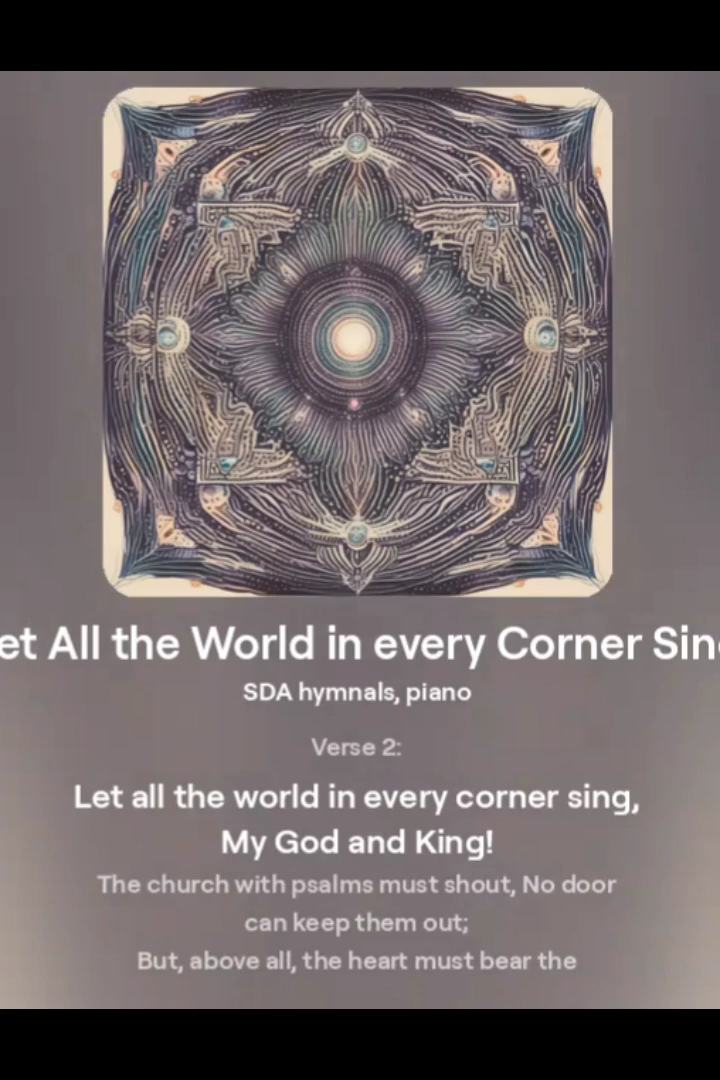 et All the World in every Corner Sin
SDA hymnals, piano
Verse 2:
Let all the world in every corner sing,
My God and King!
The church with psalms must shout, No door
can keep them out;
But, above all, the heart must bear the